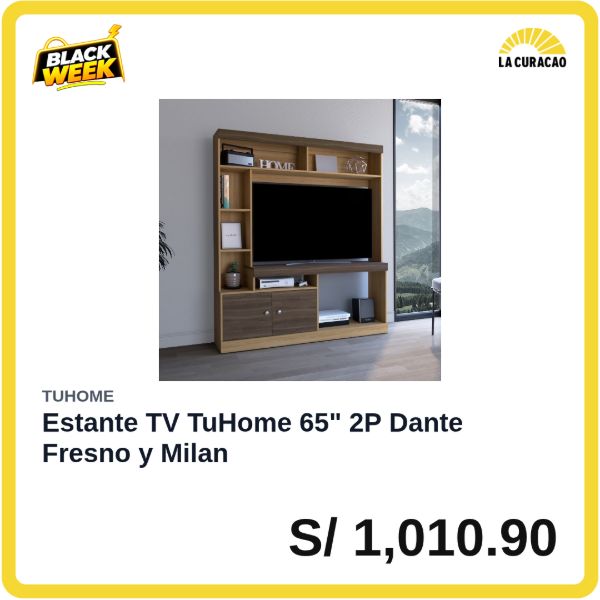 BLACK
WEEK
LA CURACAO
HOME
TUHOME
Estante TV TuHome 65" 2P Dante
Fresno y Milan
S/ 1,010.90